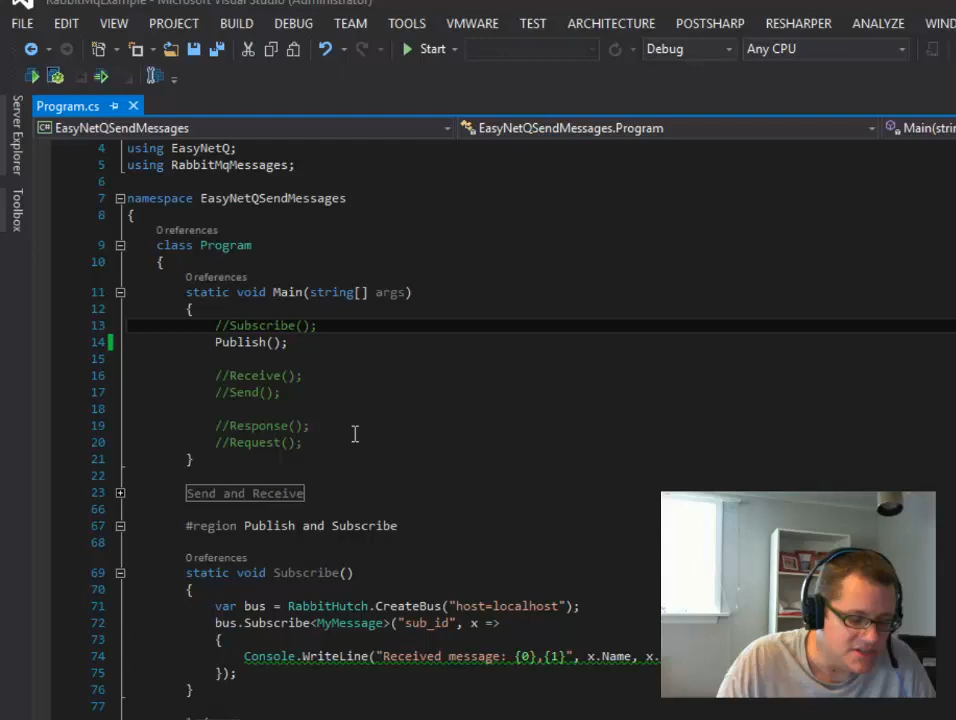 RabbitMqExample - Microsoft Visual Studio (Administrator)
FILE EDIT VIEW PROJECT BUILD DEBUG TEAM TOOLS VMWARE TEST ARCHITECTURE POSTSHARP RESHARPER ANALYZE WIND
Start Debug Any CPU
Server Explorer
Toolbox
Program.cs
EasyNetQSendMessages EasyNetQSendMessages.Program Main(strin
4 using EasyNetQ;
5 using RabbitMqMessages;
6
7 namespace EasyNetQSendMessages
8 {
0 references
9 class Program
10 {
0 references
11 static void Main(string[] args)
12 {
13 //Subscribe();
14 Publish();
15
16 //Receive();
17 //Send();
18
19 //Response();
20 //Request();
21 }
22
23 Send and Receive
66
67 #region Publish and Subscribe
68
0 references
69 static void Subscribe()
70 {
71 var bus = RabbitHutch.CreateBus("host=localhost");
72 bus.Subscribe<MyMessage>("sub_id", x =>
73 {
74 Console.WriteLine("Received message: {0},{1}", x.Name, x.
75 });
76 }
77